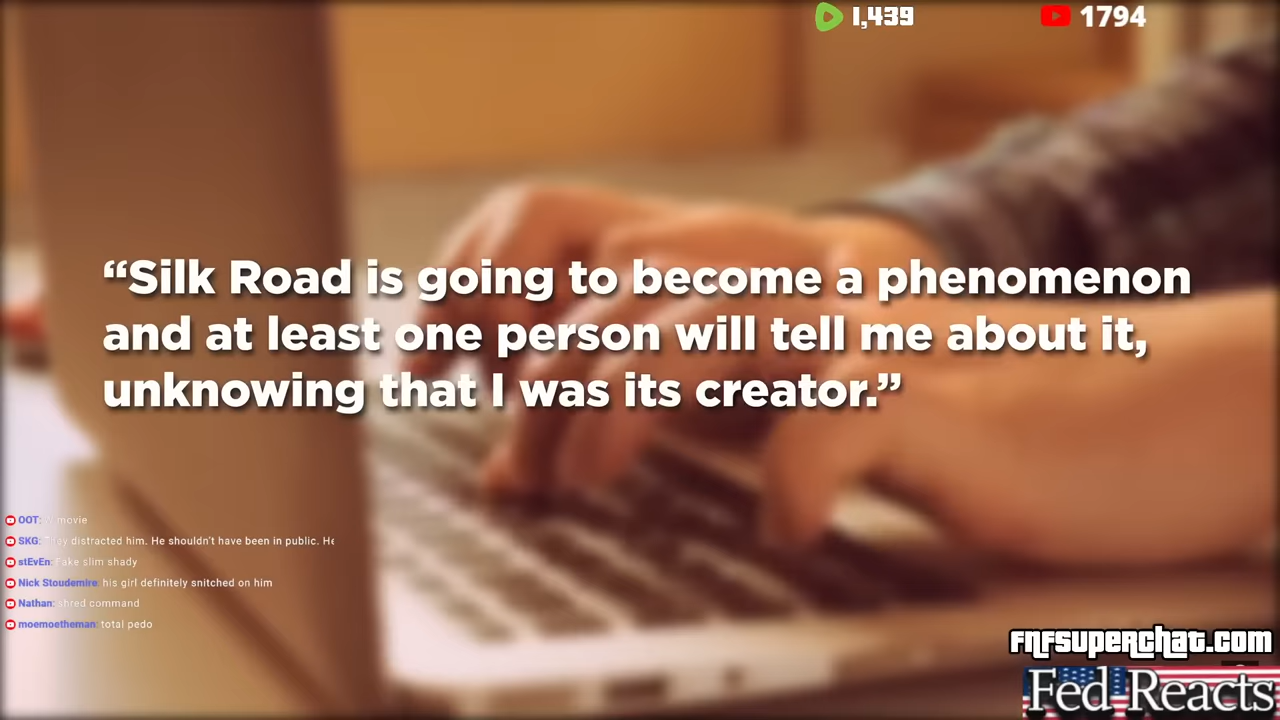 1,439
1794
“Silk Road is going to become a phenomenon
and at least one person will tell me about it,
unknowing that I was its creator.”
OOT: movie
SKG: distracted him. He shouldn't have been in public. He
stEvEn: Fake slim shady
Nick Stoudemire: his girl definitely snitched on him
Nathan: shred command
moemoetheman: total pedo
FNFSUPERCHAT.COM
Fed Reacts